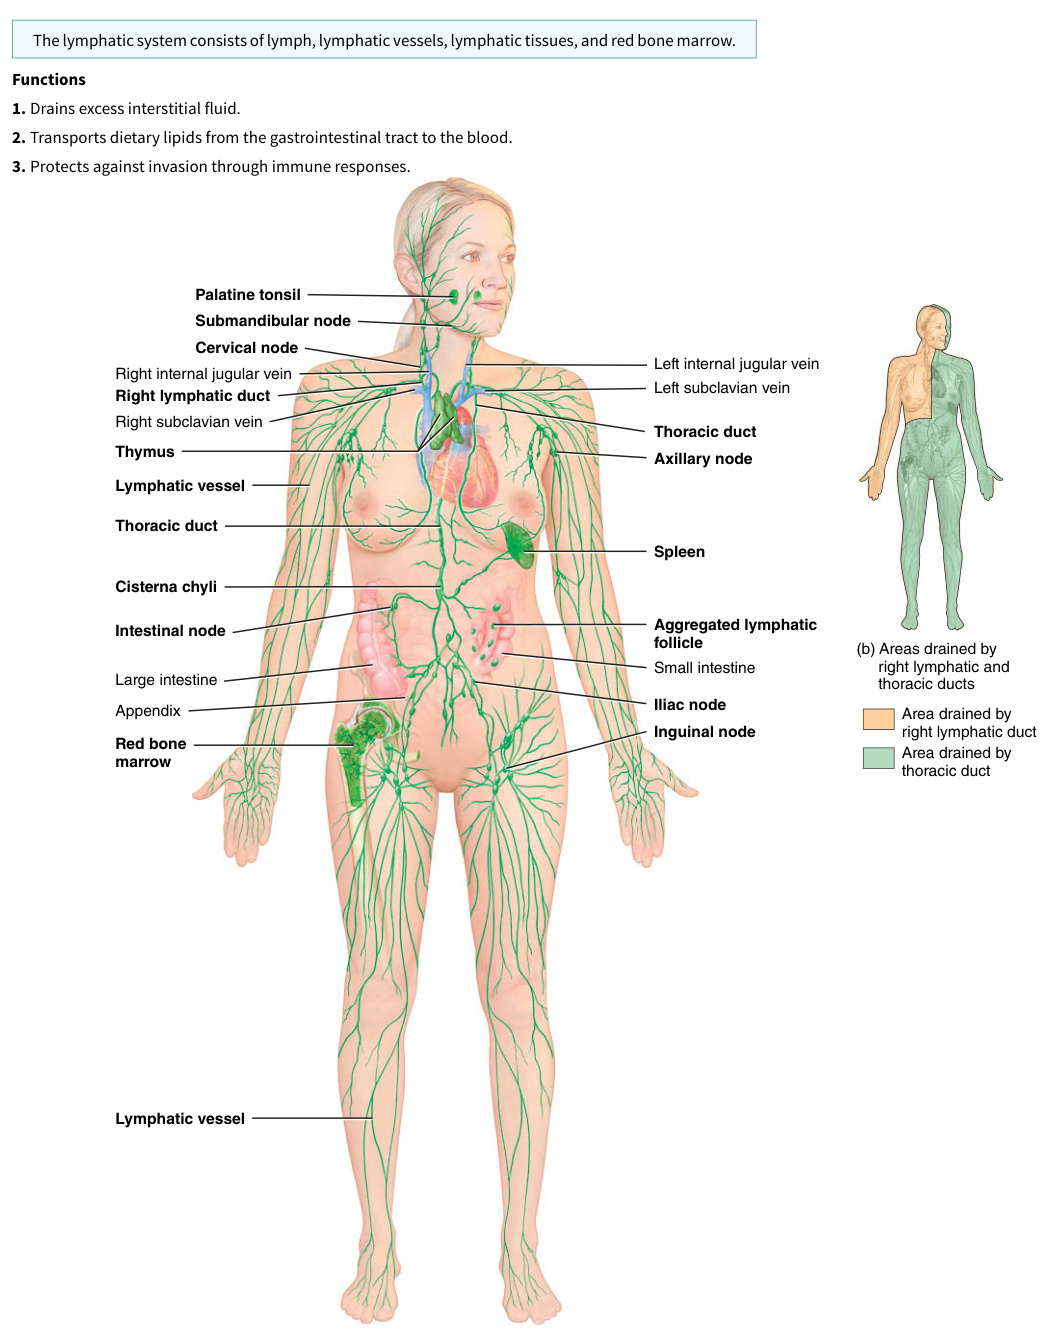 The lymphatic system consists of lymph, lymphatic vessels, lymphatic tissues, and red bone marrow.
Functions
1. Drains excess interstitial fluid.
2. Transports dietary lipids from the gastrointestinal tract to the blood.
3. Protects against invasion through immune responses.
Palatine tonsil
Submandibular node
Cervical node
Right internal jugular vein
Right lymphatic duct
Right subclavian vein
Thymus
Lymphatic vessel
Thoracic duct
Cisterna chyli
Intestinal node
Large intestine
Appendix
Red bone
marrow
Lymphatic vessel
Left internal jugular vein
Left subclavian vein
Thoracic duct
Axillary node
Spleen
Aggregated lymphatic
follicle
Small intestine
Iliac node
Inguinal node
(b) Areas drained by
right lymphatic and
thoracic ducts
Area drained by
right lymphatic duct
Area drained by
thoracic duct